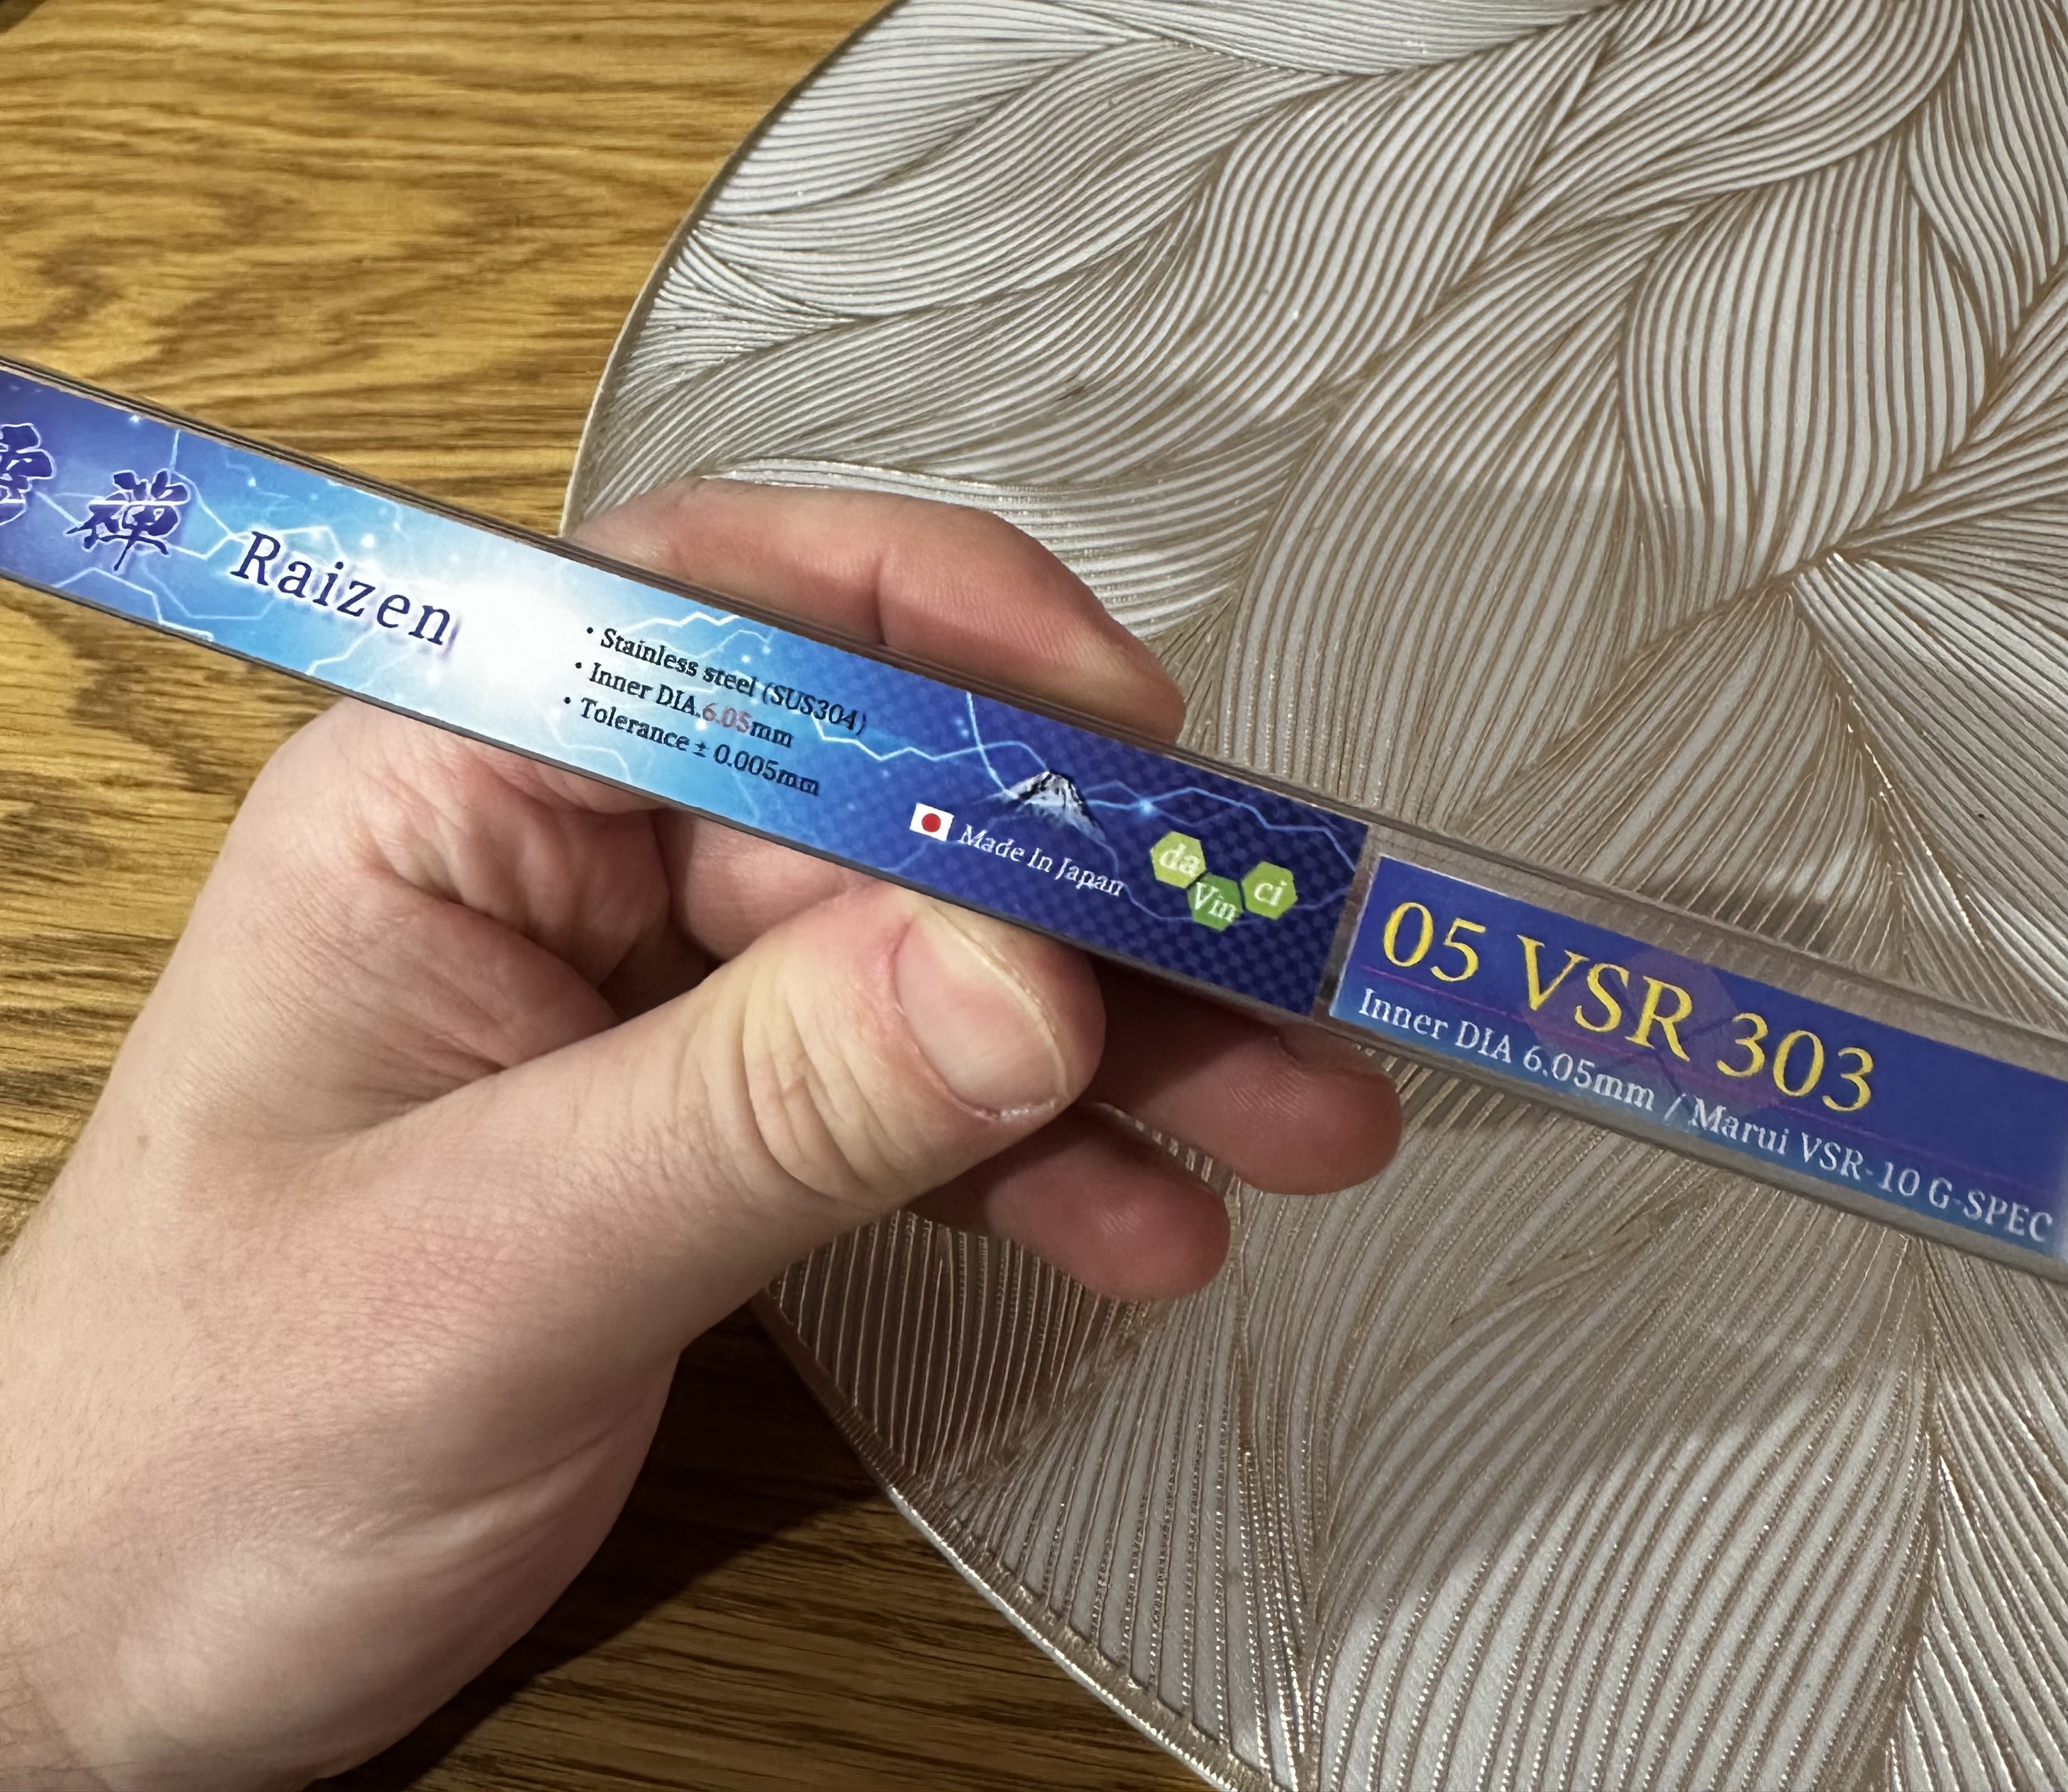 禅 Raizen
• Stainless steel (SUS304)
• Inner DIA.6.05mm
• Tolerance ± 0.005mm
Made In Japan
da Vin ci
05 VSR 303
Inner DIA 6.05mm / Marui VSR-10 G-SPEC